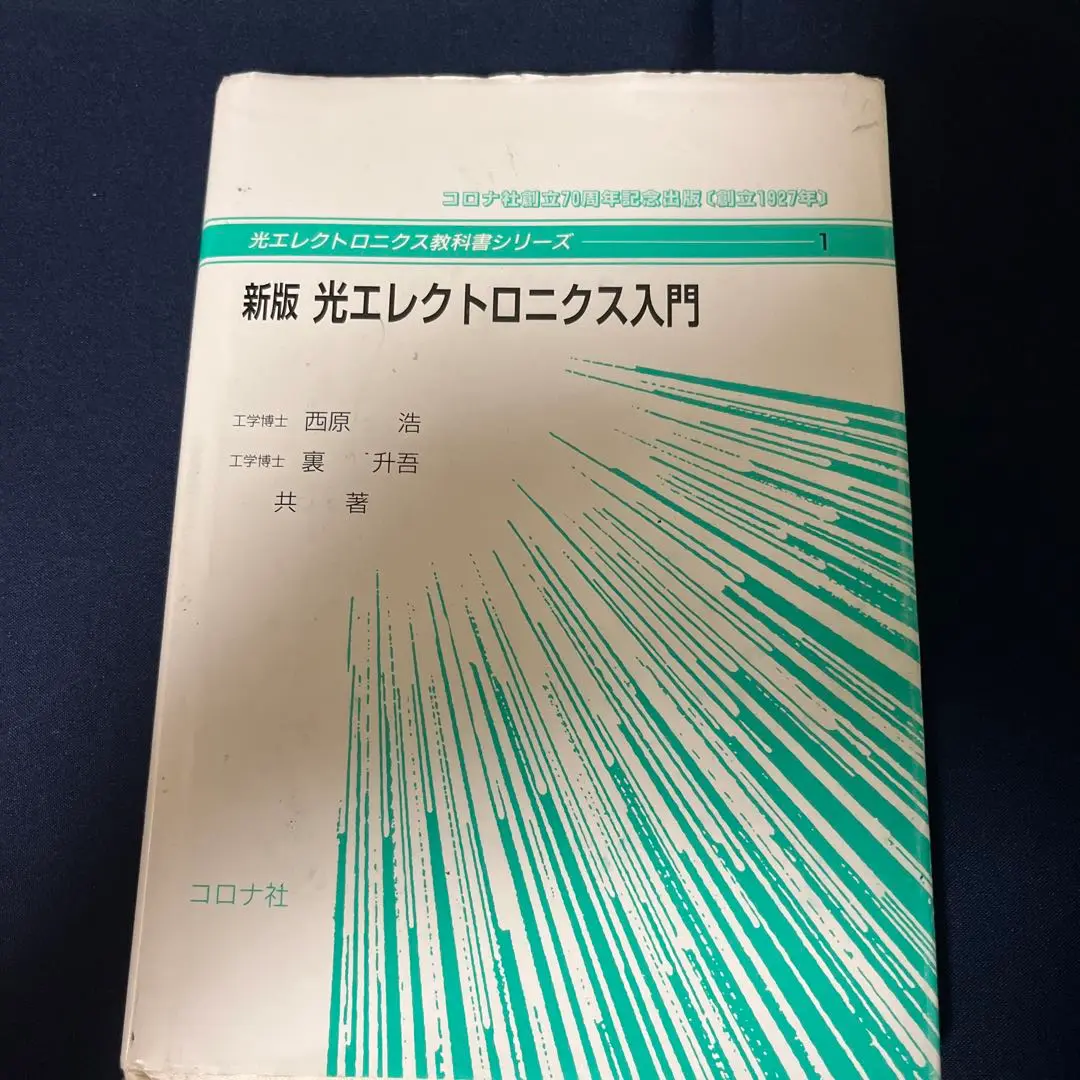 コロナ社創立70周年記念出版〔創立1927年〕
光エレクトロニクス教科書シリーズ 1
新版 光エレクトロニクス入門
工学博士 西原 浩
工学博士 裏 升吾
共著
コロナ社